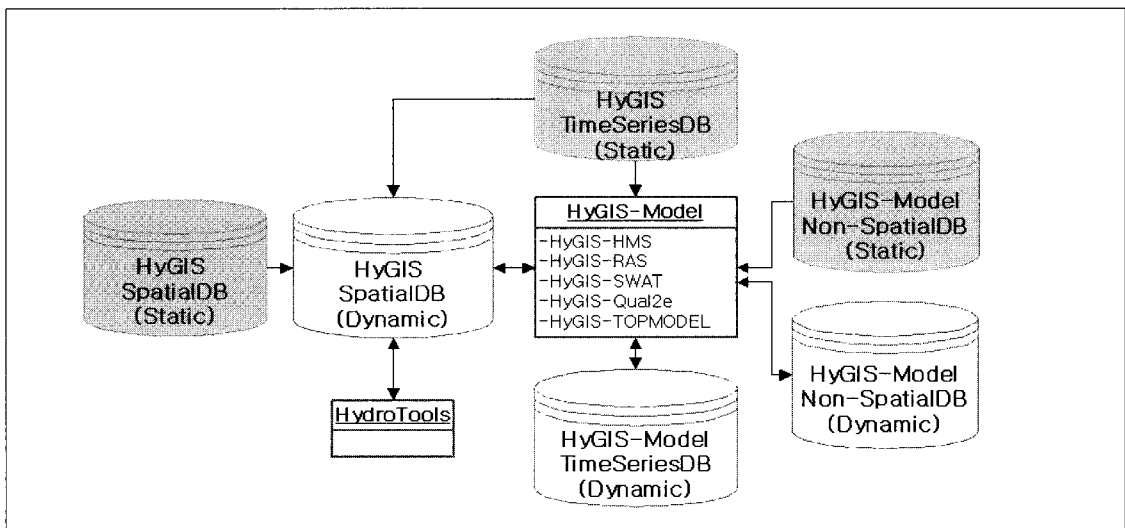 HyGIS
TimeSeriesDB
(Static)
HyGIS
SpatialDB
(Static)
HyGIS
SpatialDB
(Dynamic)
HydroTools
HyGIS-Model
-HyGIS-HMS
-HyGIS-RAS
-HyGIS-SWAT
-HyGIS-Qual2e
-HyGIS-TOPMODEL
HyGIS-Model
Non-SpatialDB
(Static)
HyGIS-Model
Non-SpatialDB
(Dynamic)
HyGIS-Model
TimeSeriesDB
(Dynamic)